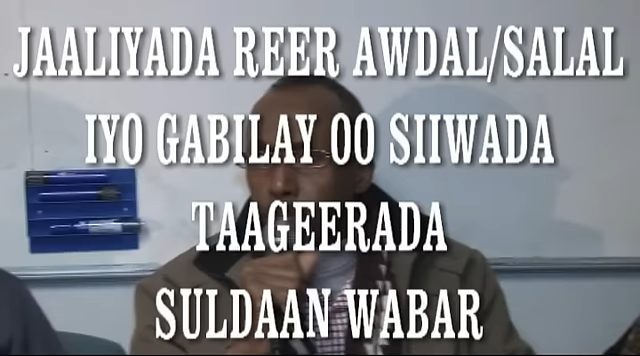 JAALIYADA REER AWDAL/SALAL
IYO GABILAY OO SIIWADA
TAAGEERADA
SULDAAN WABAR